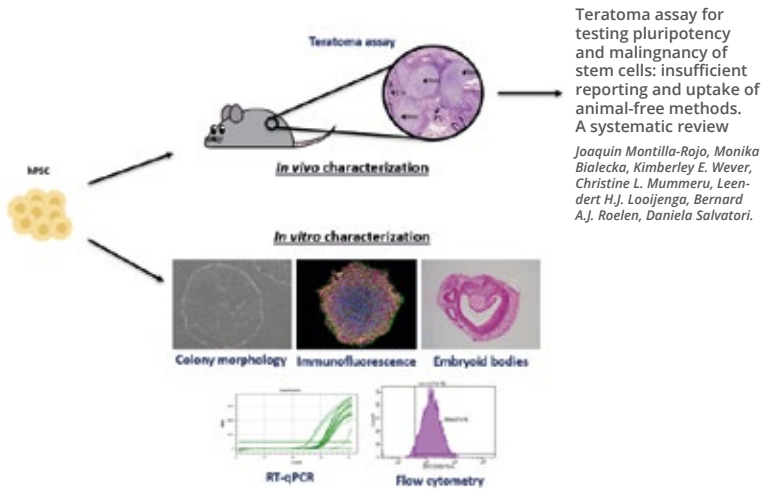 Teratoma assay for
testing pluripotency
and malingnancy of
stem cells: insufficient
reporting and uptake of
animal-free methods.
A systematic review
Joaquin Montilla-Rojo, Monika
Bialecka, Kimberley E. Wever,
Christine L. Mummeru, Leen-
dert H.J. Looijenga, Bernard
A.J. Roelen, Daniela Salvatori.
Teratoma assay
In vivo characterization
hPSC
In vitro characterization
Colony morphology
Immunofluorescence
Embryoid bodies
RT-qPCR
Flow cytometry